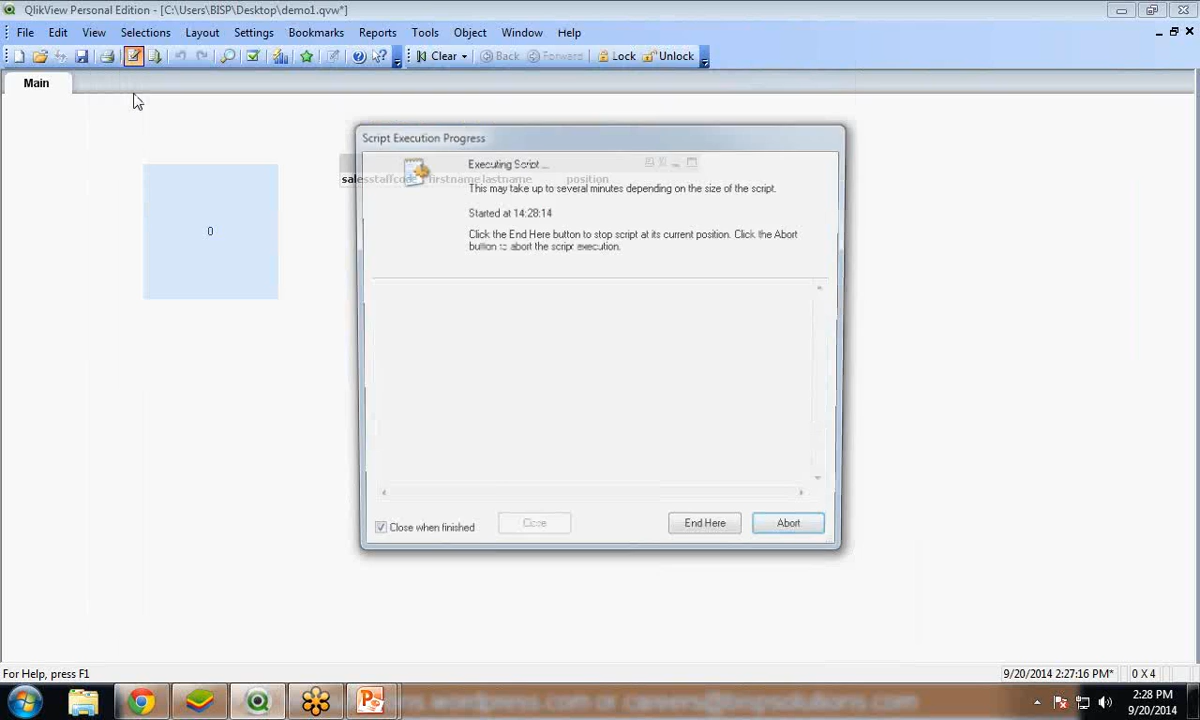 QlikView Personal Edition - [C:\Users\BISP\Desktop\demo1.qvw*]
File Edit View Selections Layout Settings Bookmarks Reports Tools Object Window Help
Clear Back Forward Lock Unlock
Main
Script Execution Progress
Executing Script ...
salesstaffcode firstname lastname position
This may take up to several minutes depending on the size of the script.
Started at 14:28:14
0
Click the End Here button to stop script at its current position. Click the Abort
button to abort the script execution.
Close when finished Close End Here Abort
For Help, press F1 9/20/2014 2:27:16 PM* 0 X 4
2:28 PM
9/20/2014